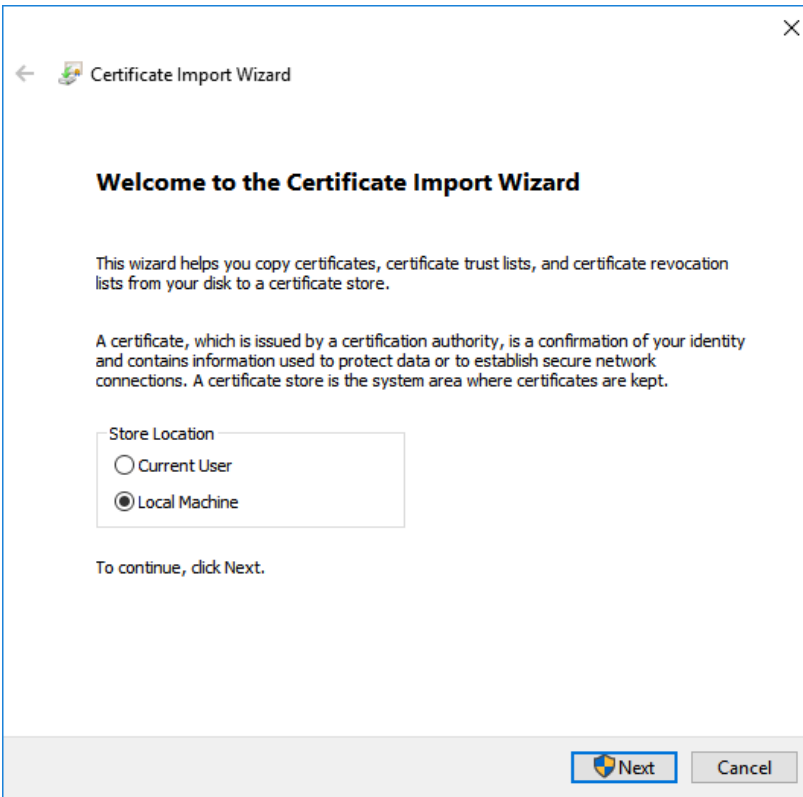 Certificate Import Wizard
Welcome to the Certificate Import Wizard
This wizard helps you copy certificates, certificate trust lists, and certificate revocation
lists from your disk to a certificate store.
A certificate, which is issued by a certification authority, is a confirmation of your identity
and contains information used to protect data or to establish secure network
connections. A certificate store is the system area where certificates are kept.
Store Location
Current User
Local Machine
To continue, click Next.
Next Cancel